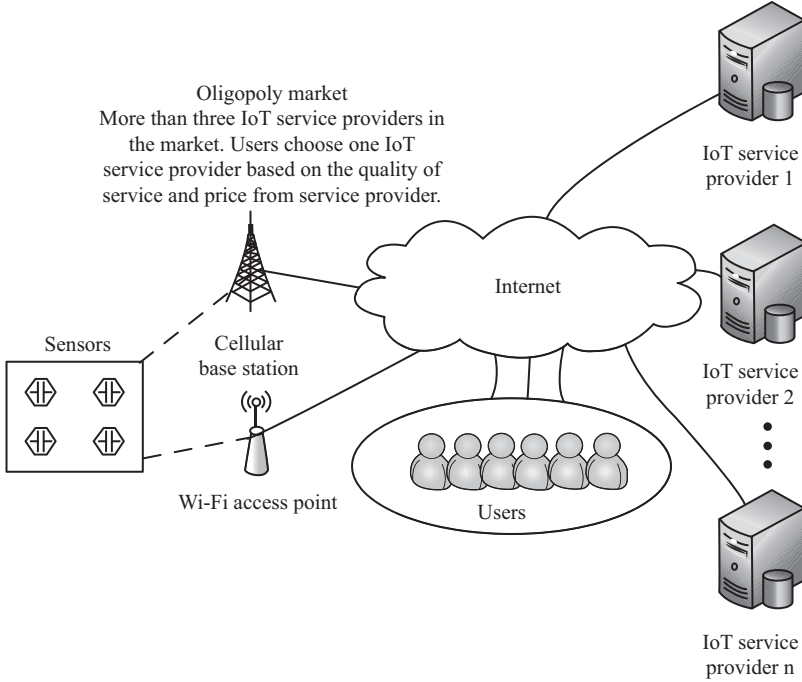 Oligopoly market
More than three IoT service providers in
the market. Users choose one IoT
service provider based on the quality of
service and price from service provider.
IoT service
provider 1
Internet
Sensors
Cellular
base station
IoT service
provider 2
Wi-Fi access point
Users
IoT service
provider n